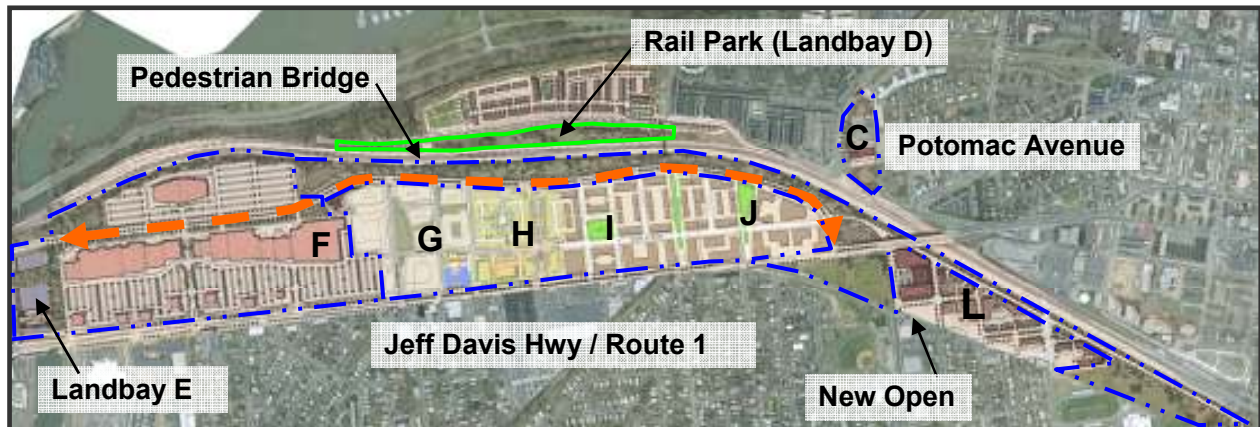 Rail Park (Landbay D)
Pedestrian Bridge
C
Potomac Avenue
F
G
H
I
J
L
Jeff Davis Hwy / Route 1
Landbay E
New Open